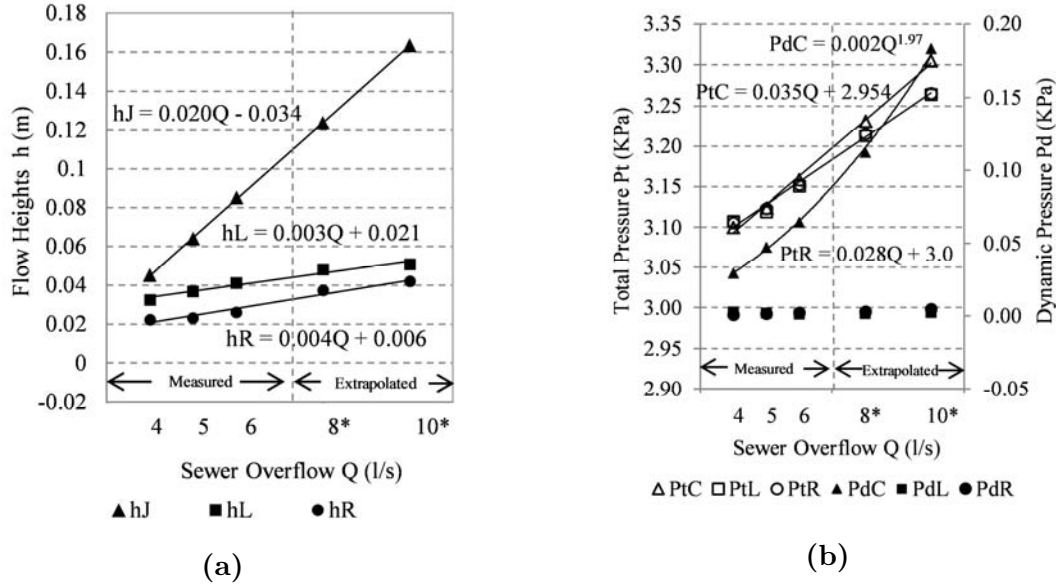 0.18
0.16
0.14
0.12
0.1
0.08
0.06
0.04
0.02
0
-0.02
Flow Heights h (m)
hJ = 0.020Q - 0.034
hL = 0.003Q + 0.021
hR = 0.004Q + 0.006
Measured
Extrapolated
4 5 6 8* 10*
Sewer Overflow Q (l/s)
hJ hL hR
(a)
3.35
3.30
3.25
3.20
3.15
3.10
3.05
3.00
2.95
2.90
Total Pressure Pt (KPa)
PdC = 0.002Q^1.97
PtC = 0.035Q + 2.954
PtR = 0.028Q + 3.0
Measured
Extrapolated
0.20
0.15
0.10
0.05
0.00
-0.05
Dynamic Pressure Pd (KPa)
4 5 6 8* 10*
Sewer Overflow Q (l/s)
PtC PtL PtR PdC PdL PdR
(b)